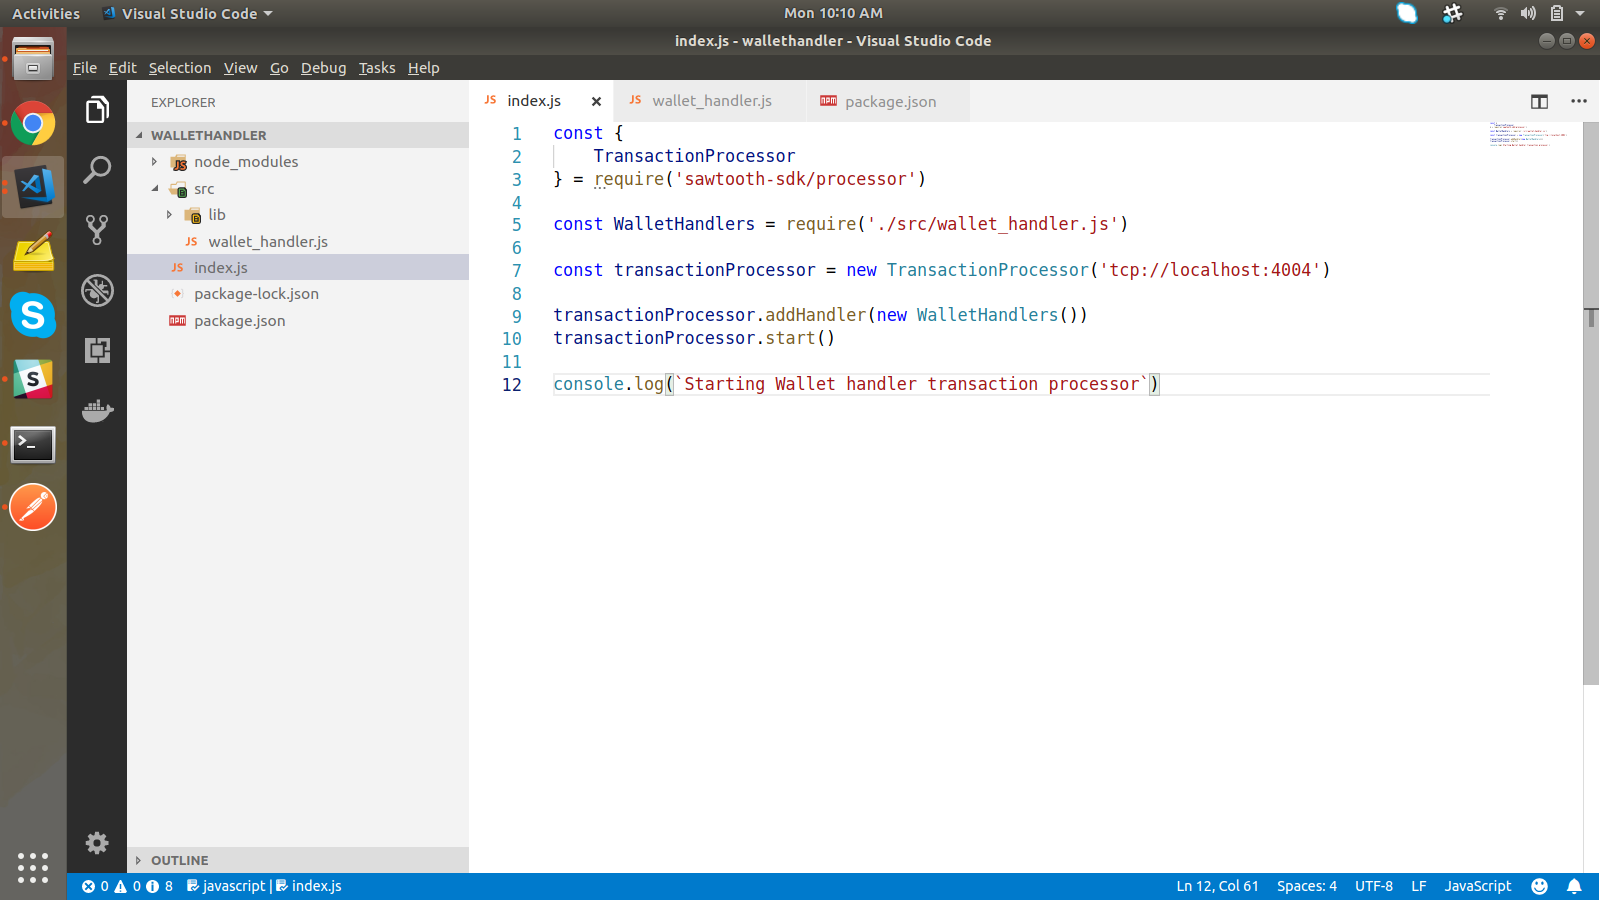 Activities Visual Studio Code Mon 10:10 AM
index.js - wallethandler - Visual Studio Code
File Edit Selection View Go Debug Tasks Help
EXPLORER
WALLETHANDLER
node_modules
src
lib
JS wallet_handler.js
JS index.js
package-lock.json
npm package.json
OUTLINE
JS index.js × JS wallet_handler.js npm package.json
1 const {
2 TransactionProcessor
3 } = require('sawtooth-sdk/processor')
4
5 const WalletHandlers = require('./src/wallet_handler.js')
6
7 const transactionProcessor = new TransactionProcessor('tcp://localhost:4004')
8
9 transactionProcessor.addHandler(new WalletHandlers())
10 transactionProcessor.start()
11
12 console.log(`Starting Wallet handler transaction processor`)
0 0 8 javascript | index.js Ln 12, Col 61 Spaces: 4 UTF-8 LF JavaScript